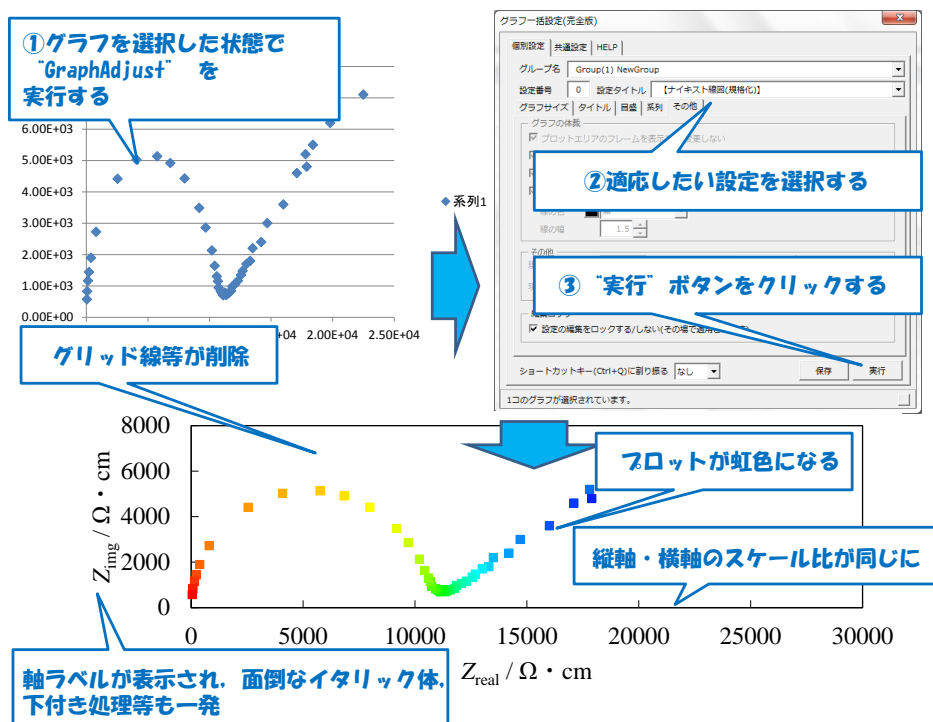 ①グラフを選択した状態で
“GraphAdjust” を
実行する
6.00E+03
5.00E+03
4.00E+03
3.00E+03
2.00E+03
1.00E+03
0.00E+00
2.00E+04
2.50E+04
系列1
グラフ一括設定(完全版)
個別設定 共通設定 HELP
グループ名 Group(1) NewGroup
設定番号 0 設定タイトル 【ナイキスト線図(規格化)】
グラフサイズ タイトル 目盛 系列 その他
グラフの体裁
プロットエリアのフレームを表示
変更しない
②適応したい設定を選択する
線の幅 1.5
その他
③ “実行” ボタンをクリックする
設定の編集をロックする/しない(その場で適用
ショートカットキー(Ctrl+Q)に割り振る なし 保存 実行
1コのグラフが選択されています。
グリッド線等が削除
プロットが虹色になる
縦軸・横軸のスケール比が同じに
8000
6000
4000
2000
0
Zimg / Ω・cm
0 5000 10000 15000 20000 25000 30000
Zreal / Ω・cm
軸ラベルが表示され，面倒なイタリック体，
下付き処理等も一発